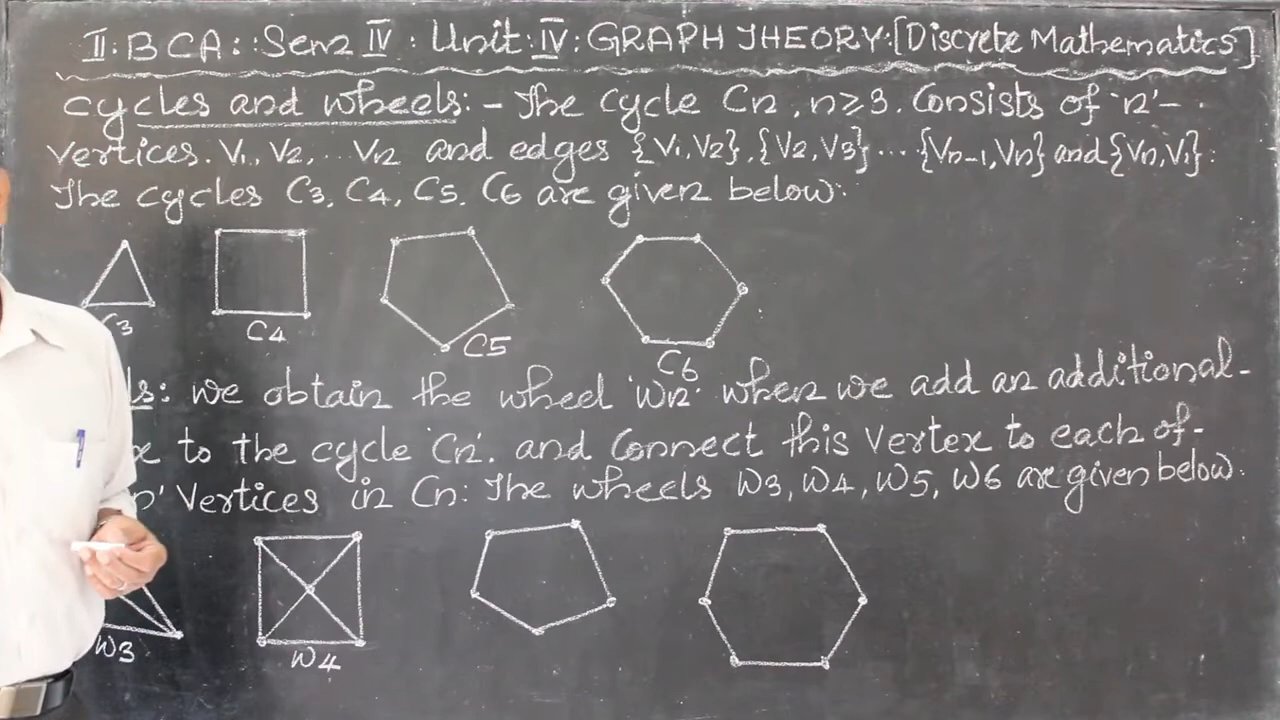 II: BCA: :Sem IV : Unit: IV: GRAPH THEORY:[Discrete Mathematics]
cycles and wheels: - The cycle Cn, n≥3. Consists of 'n'-
vertices. V1, V2, ... Vn and edges {V1,V2}, {V2,V3} ... {Vn-1,Vn} and {Vn,V1}:
The cycles C3, C4, C5, C6 are given below:
C3 C4 C5 C6
ls: we obtain the wheel 'Wn' when we add an additional-
x to the cycle 'Cn'. and Connect this Vertex to each of-
n' Vertices in Cn: The wheels W3, W4, W5, W6 are given below:
W3 W4